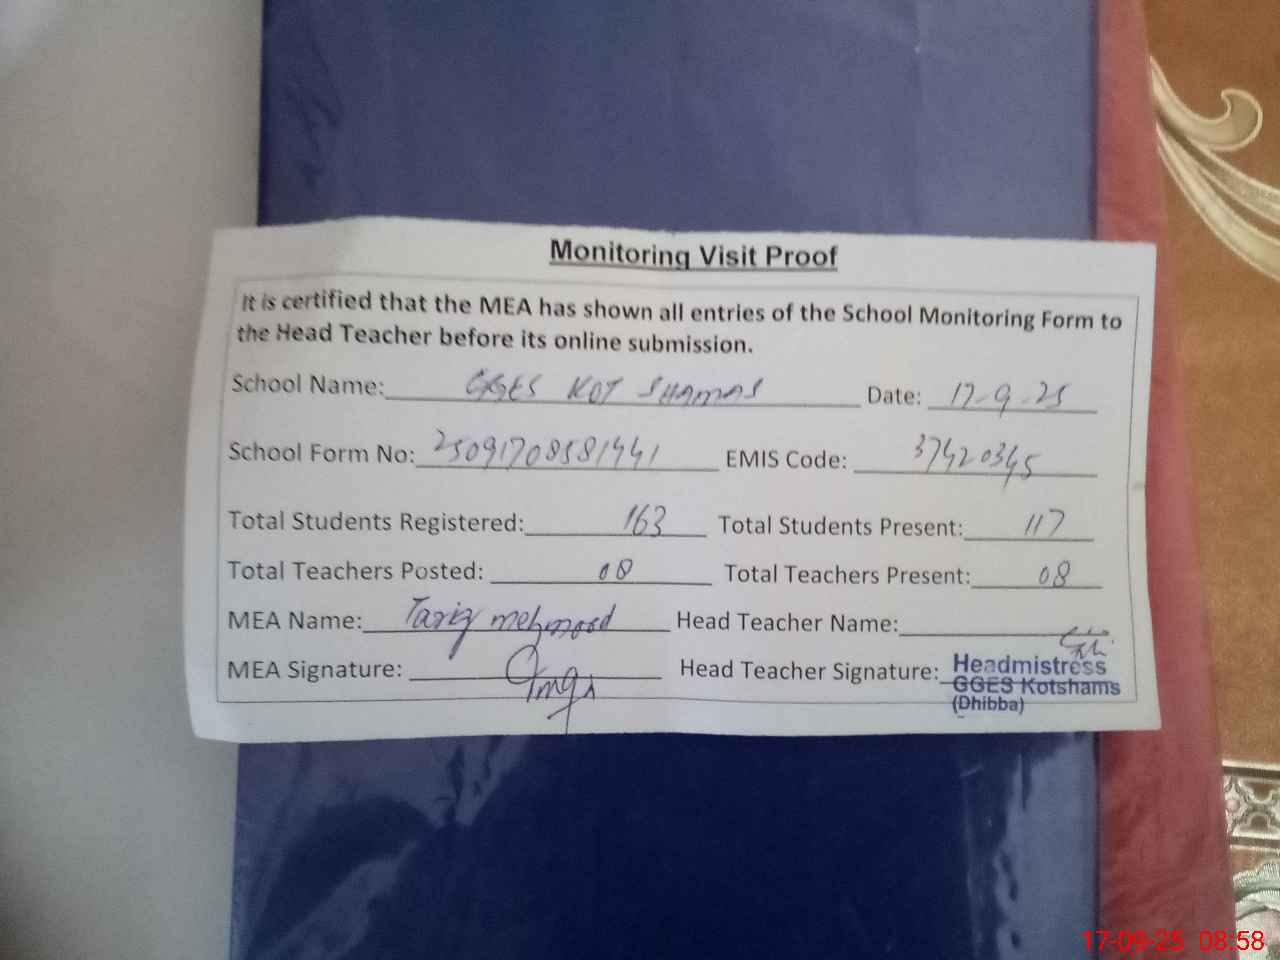 Monitoring Visit Proof
It is certified that the MEA has shown all entries of the School Monitoring Form to
the Head Teacher before its online submission.
School Name: GGES KOT SHAMAS Date: 17-9-25
School Form No: 25091708581441 EMIS Code: 37420345
Total Students Registered: 163 Total Students Present: 117
Total Teachers Posted: 08 Total Teachers Present: 08
MEA Name: Tariq mehmood Head Teacher Name:
MEA Signature: Head Teacher Signature: Headmistress
GGES Kotshams
(Dhibba)
17-09-25 08:58